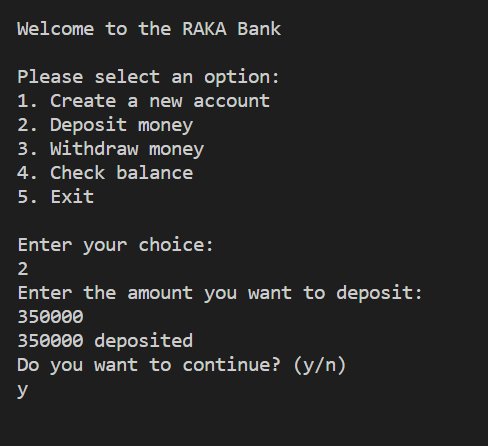 Welcome to the RAKA Bank
Please select an option:
1. Create a new account
2. Deposit money
3. Withdraw money
4. Check balance
5. Exit
Enter your choice:
2
Enter the amount you want to deposit:
350000
350000 deposited
Do you want to continue? (y/n)
y